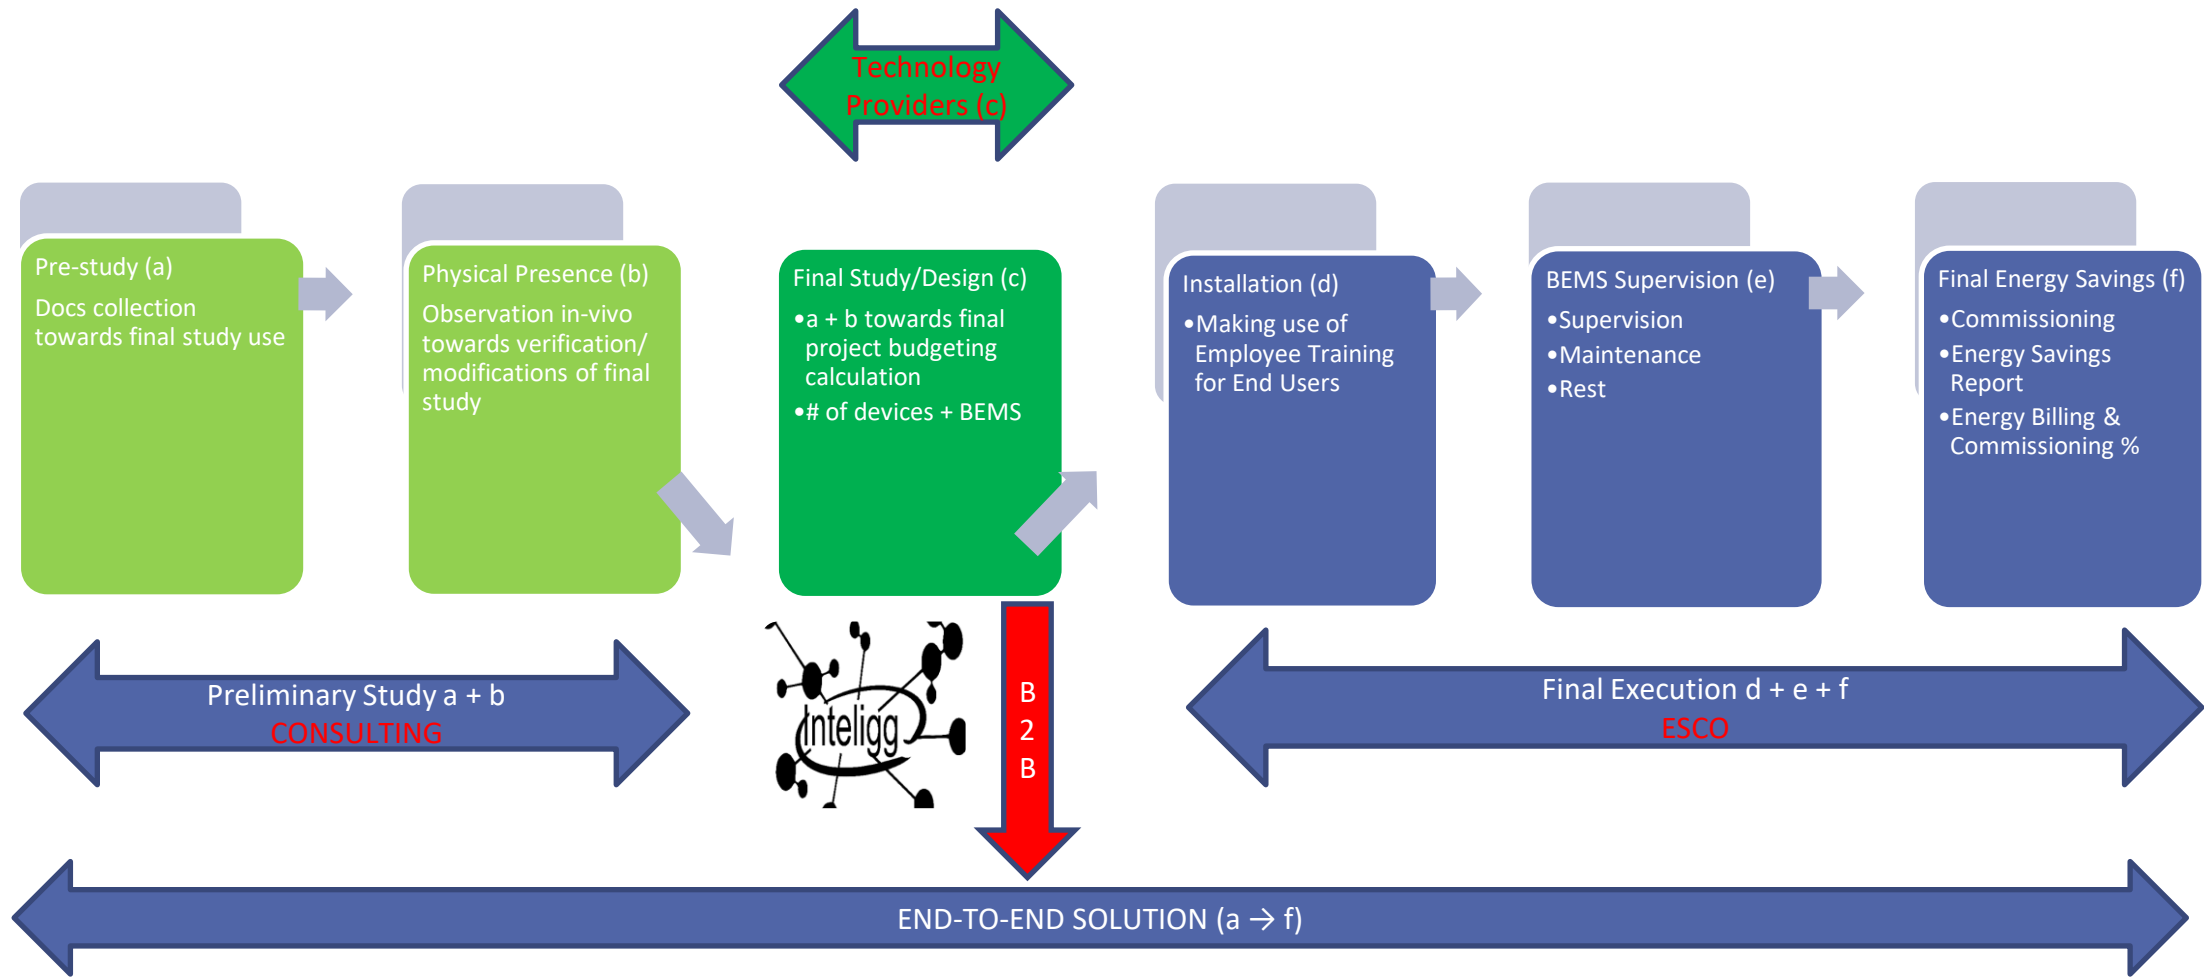 Technology
Providers (c)
Pre-study (a)
Docs collection
towards final study use
Physical Presence (b)
Observation in-vivo
towards verification/
modifications of final
study
Final Study/Design (c)
•a + b towards final
project budgeting
calculation
•# of devices + BEMS
Installation (d)
•Making use of
Employee Training
for End Users
BEMS Supervision (e)
•Supervision
•Maintenance
•Rest
Final Energy Savings (f)
•Commissioning
•Energy Savings
Report
•Energy Billing &
Commissioning %
Preliminary Study a + b
CONSULTING
Inteligg
B
2
B
Final Execution d + e + f
ESCO
END-TO-END SOLUTION (a → f)